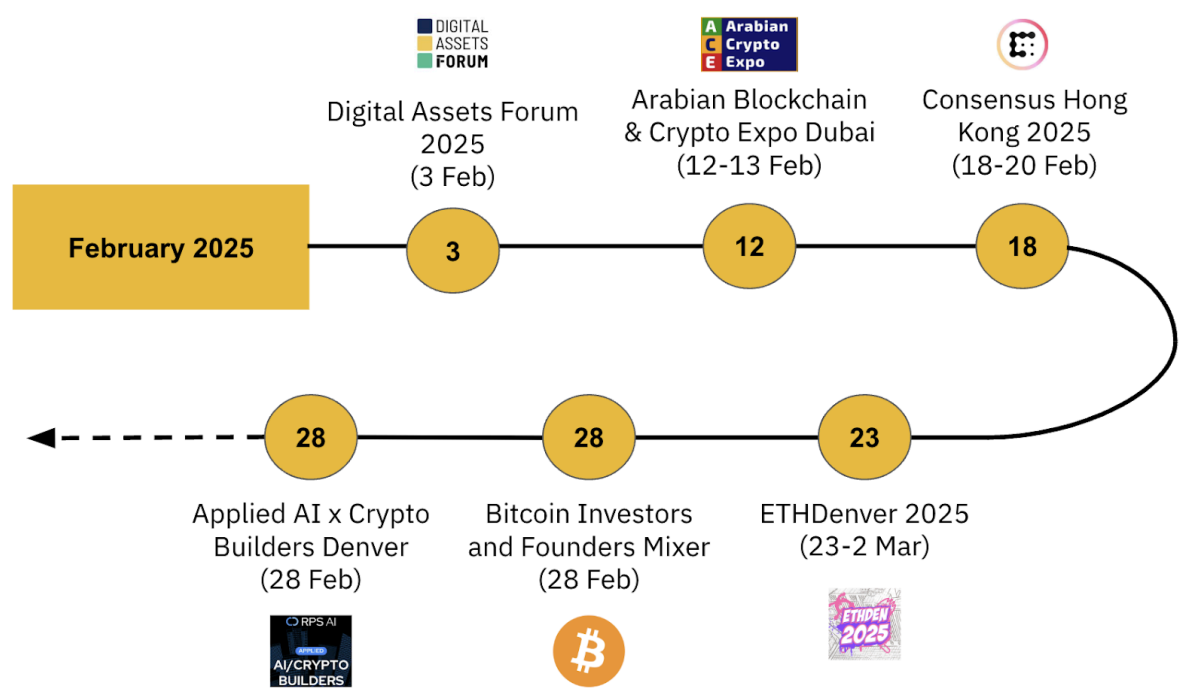 DIGITAL
ASSETS
FORUM
Digital Assets Forum
2025
(3 Feb)
A Arabian
C Crypto
E Expo
Arabian Blockchain
& Crypto Expo Dubai
(12-13 Feb)
Consensus Hong
Kong 2025
(18-20 Feb)
February 2025
3
12
18
23
ETHDenver 2025
(23-2 Mar)
ETHDEN
2025
28
Bitcoin Investors
and Founders Mixer
(28 Feb)
28
Applied AI x Crypto
Builders Denver
(28 Feb)
RPS AI
APPLIED
AI/CRYPTO
BUILDERS